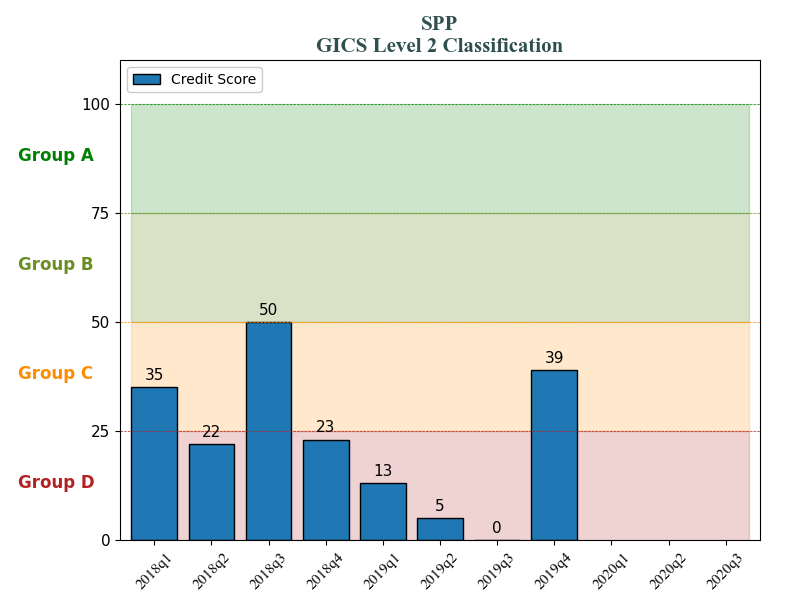 SPP
GICS Level 2 Classification
Credit Score
100
Group A
75
Group B
50
50
Group C
39
35
25
23
22
Group D
13
5
0
0
2018q1 2018q2 2018q3 2018q4 2019q1 2019q2 2019q3 2019q4 2020q1 2020q2 2020q3